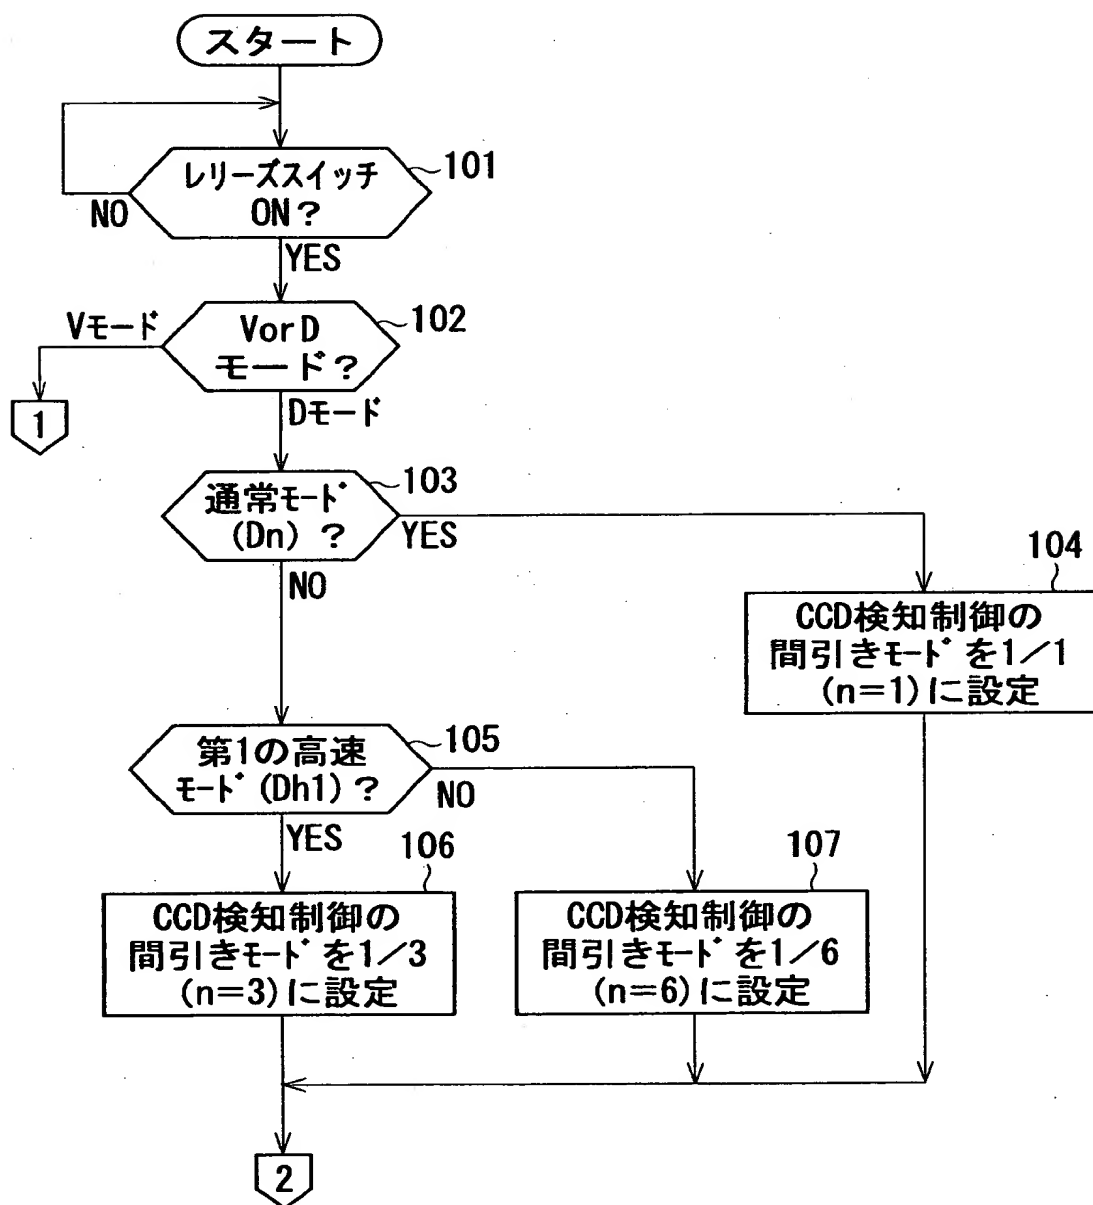 スタート
レリーズスイッチ
ON?
101
NO
YES
VorD
モード?
102
Vモード
1
Dモード
通常モード
(Dn)?
103
YES
NO
104
CCD検知制御の
間引きモードを1/1
(n=1)に設定
第1の高速
モード(Dh1)?
105
NO
YES
106
CCD検知制御の
間引きモードを1/3
(n=3)に設定
107
CCD検知制御の
間引きモードを1/6
(n=6)に設定
2